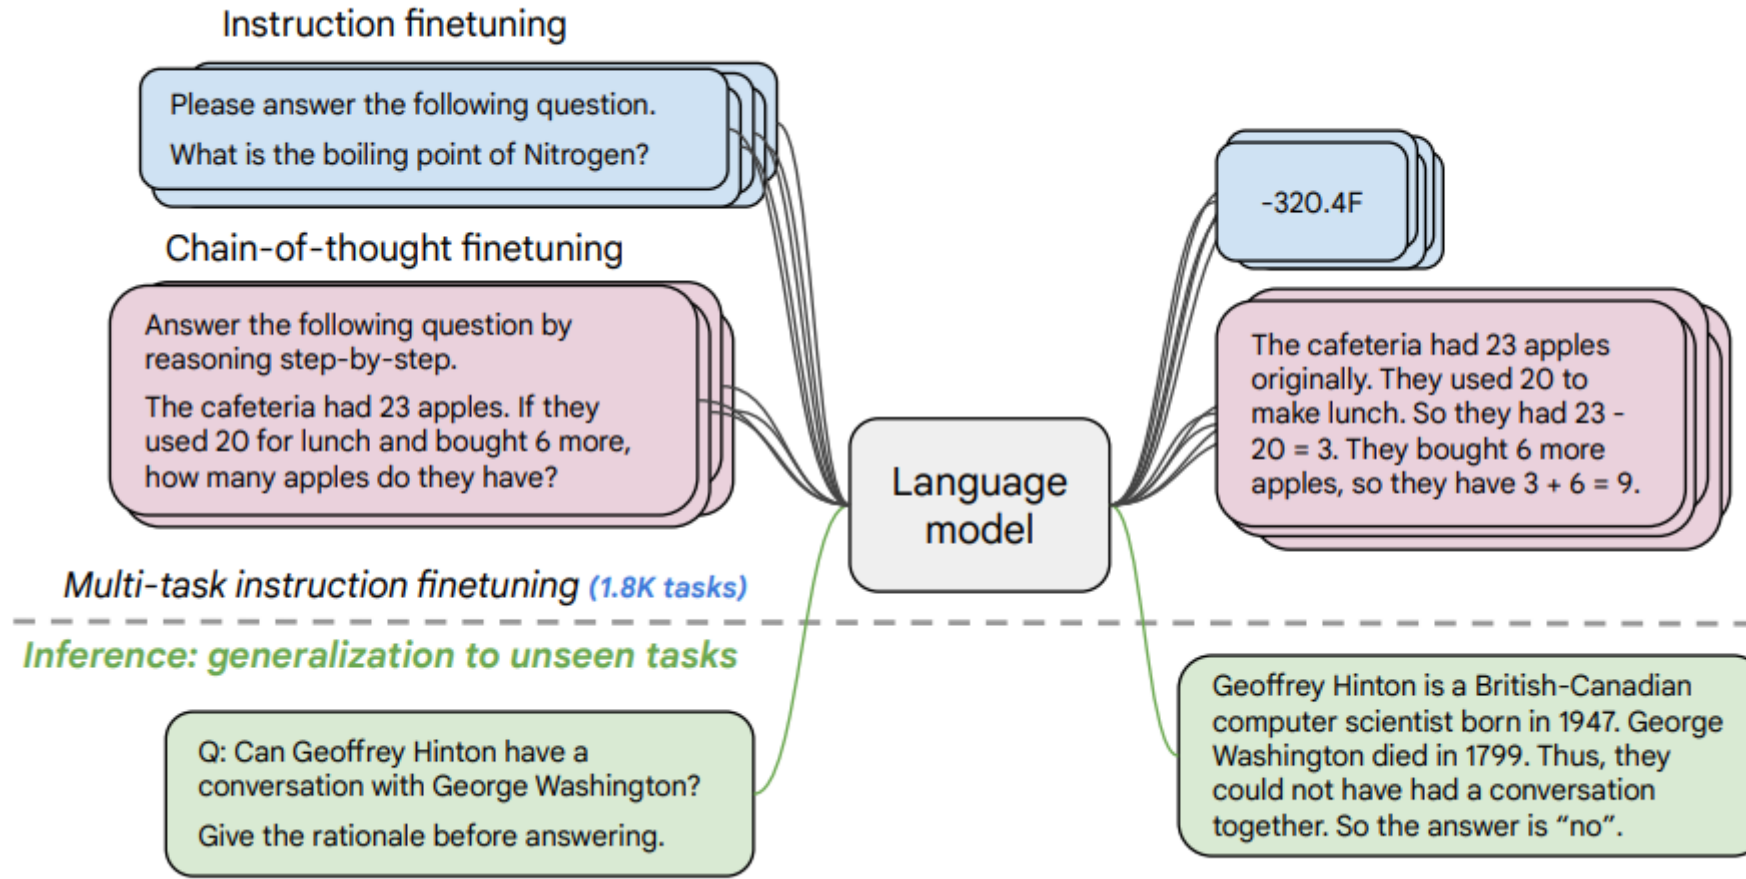 Instruction finetuning
Please answer the following question.
What is the boiling point of Nitrogen?
Chain-of-thought finetuning
Answer the following question by
reasoning step-by-step.
The cafeteria had 23 apples. If they
used 20 for lunch and bought 6 more,
how many apples do they have?
Multi-task instruction finetuning (1.8K tasks)
Language
model
-320.4F
The cafeteria had 23 apples
originally. They used 20 to
make lunch. So they had 23 -
20 = 3. They bought 6 more
apples, so they have 3 + 6 = 9.
Inference: generalization to unseen tasks
Q: Can Geoffrey Hinton have a
conversation with George Washington?
Give the rationale before answering.
Geoffrey Hinton is a British-Canadian
computer scientist born in 1947. George
Washington died in 1799. Thus, they
could not have had a conversation
together. So the answer is “no”.